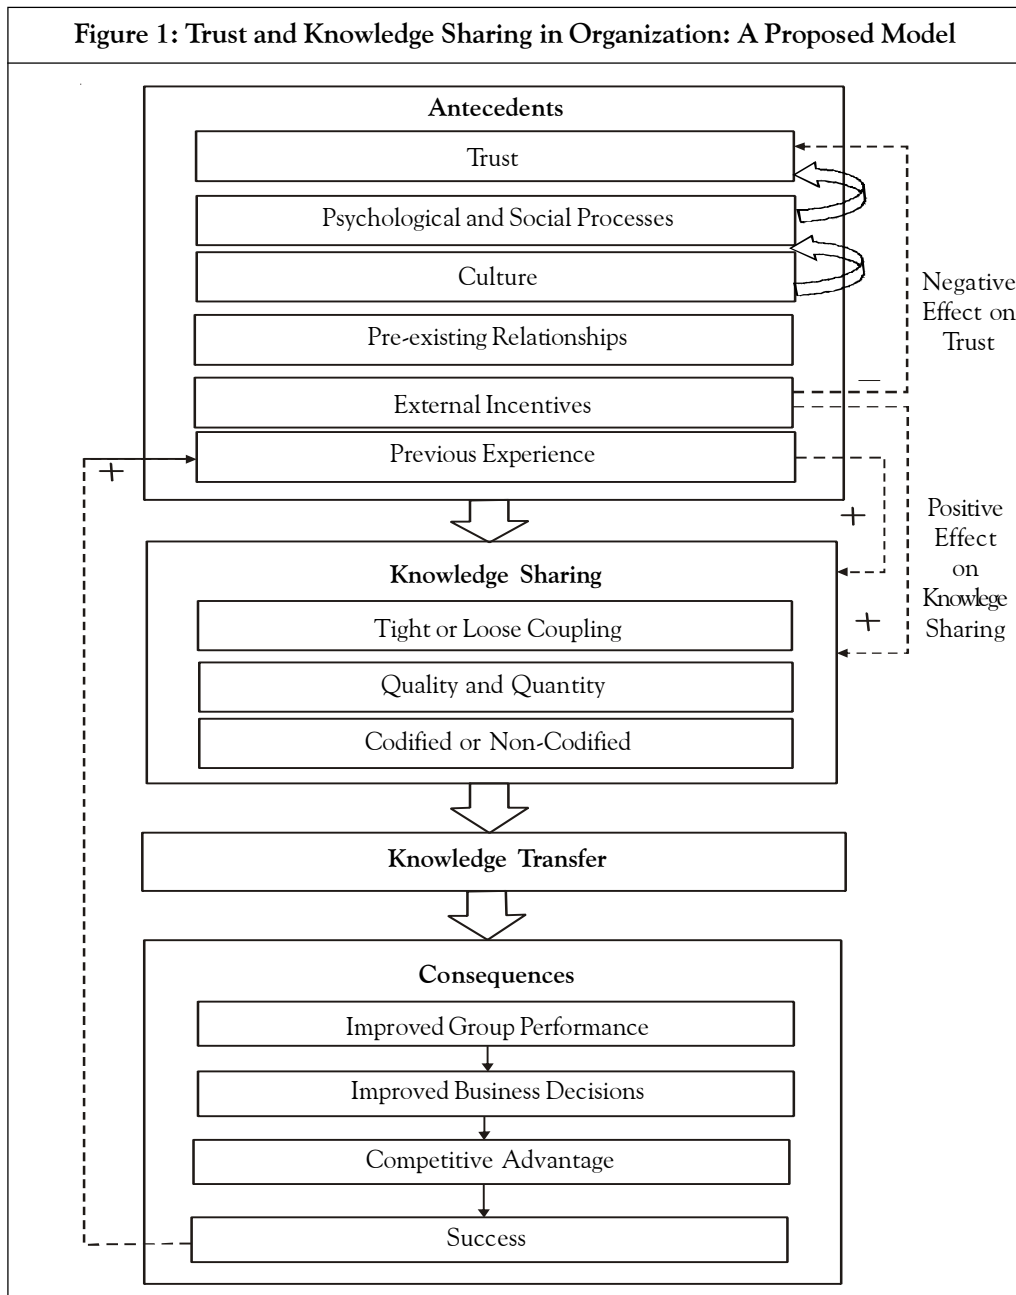 Figure 1: Trust and Knowledge Sharing in Organization: A Proposed Model
Antecedents
Trust
Psychological and Social Processes
Culture
Pre-existing Relationships
External Incentives
Previous Experience
Negative
Effect on
Trust
—
+
+
Positive
Effect
on
Knowlege
Sharing
+
Knowledge Sharing
Tight or Loose Coupling
Quality and Quantity
Codified or Non-Codified
Knowledge Transfer
Consequences
Improved Group Performance
Improved Business Decisions
Competitive Advantage
Success